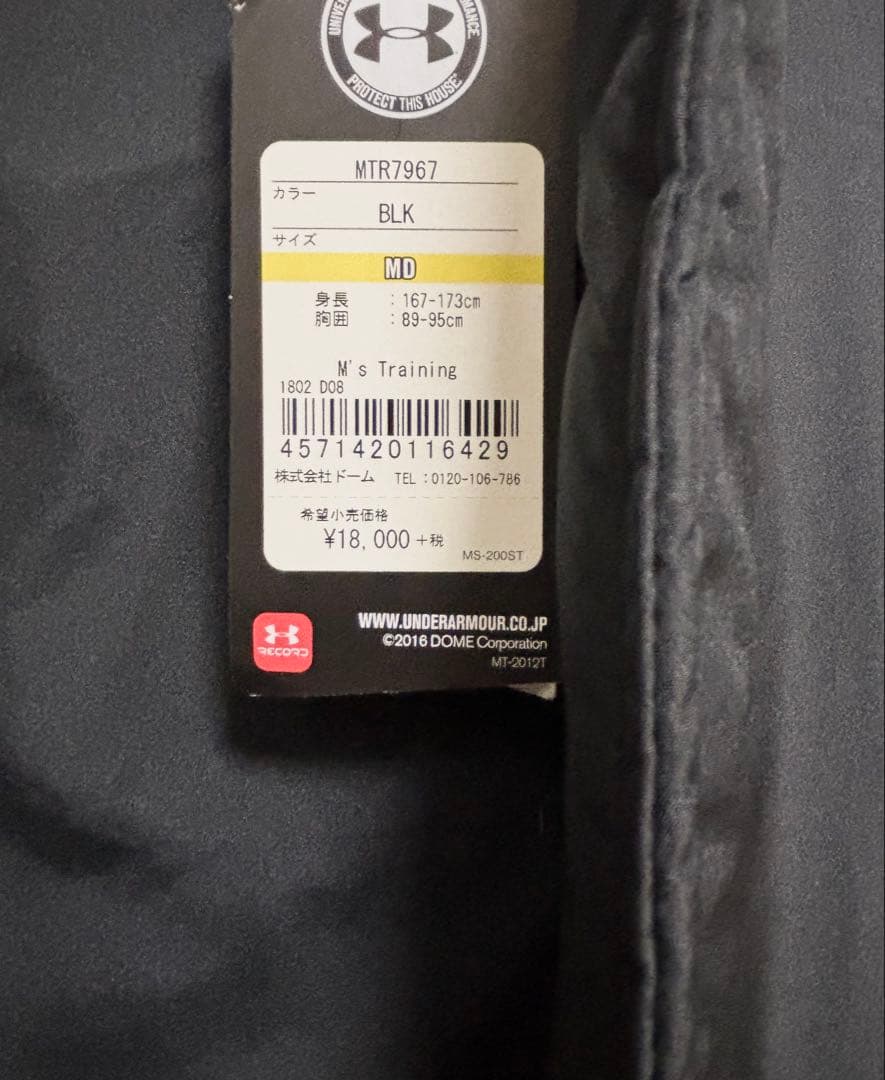 PROTECT THIS HOUSE
MTR7967
カラー
BLK
サイズ
MD
身長 : 167-173cm
胸囲 : 89-95cm
M's Training
1802 D08
4571420116429
株式会社ドーム TEL : 0120-106-786
希望小売価格
¥18,000 +税
MS-200ST
WWW.UNDERARMOUR.CO.JP
RECORD
©2016 DOME Corporation
MT-2012T